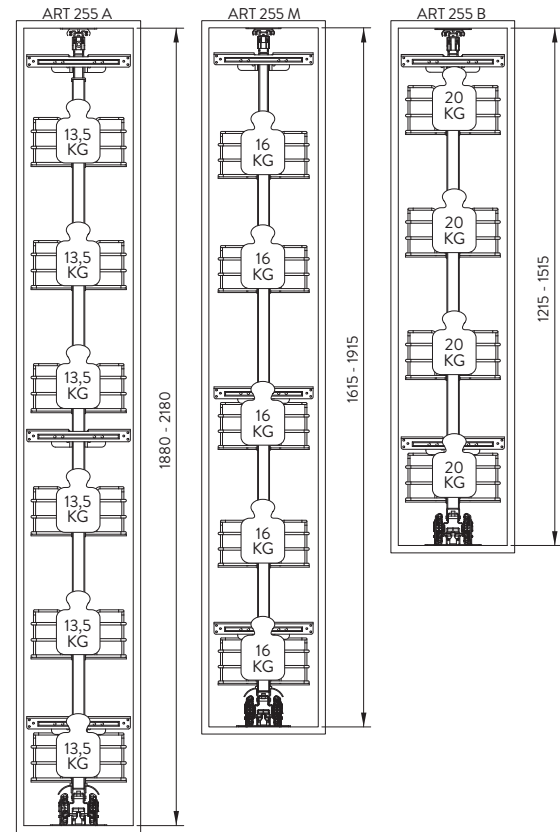 ART 255 A
13,5
KG
13,5
KG
13,5
KG
13,5
KG
13,5
KG
13,5
KG
1880 - 2180
ART 255 M
16
KG
16
KG
16
KG
16
KG
16
KG
1615 - 1915
ART 255 B
20
KG
20
KG
20
KG
20
KG
1215 - 1515